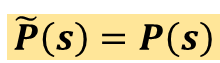 P̃(s) = P(s)